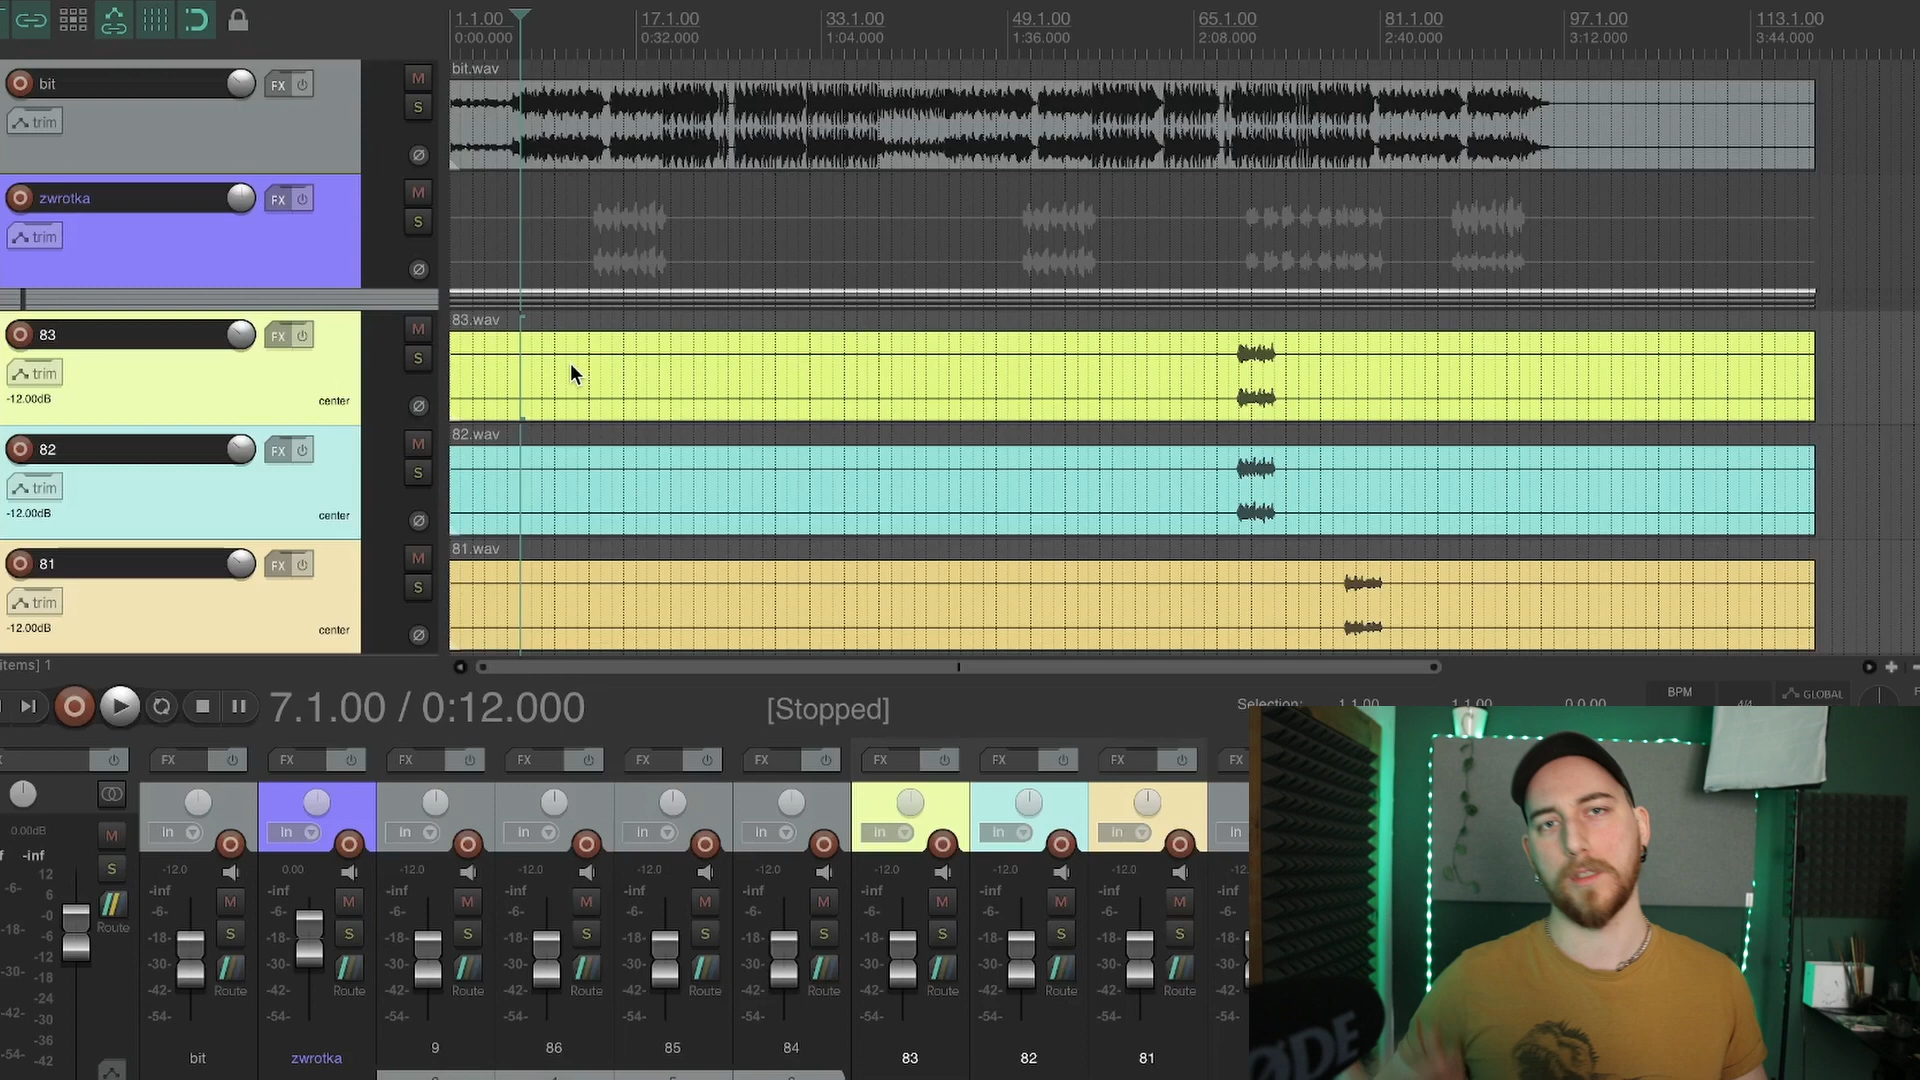 1.1.00 17.1.00 33.1.00 49.1.00 65.1.00 81.1.00 97.1.00 113.1.00
0:00.000 0:32.000 1:04.000 1:36.000 2:08.000 2:40.000 3:12.000 3:44.000
bit.wav
bit FX M
S
trim
zwrotka FX M
S
trim
83.wav
83 FX M
S
trim
-12.00dB center
82.wav
82 FX M
S
trim
-12.00dB center
81.wav
81 FX M
S
trim
-12.00dB center
items] 1
7.1.00 / 0:12.000 [Stopped] Selection: 1.1.00 1.1.00 0.0.00 BPM 4/4 GLOBAL
FX FX FX FX FX FX FX FX FX FX
in in in in in in in in in in
0.00dB -12.0 0.00 -12.0 -12.0 -12.0 -12.0 -12.0 -12.0 -12.0
M
-inf -inf -inf -inf -inf -inf -inf -inf -inf -inf
S M M M M M M M M M
12 -6- -6- -6- -6- -6- -6- -6- -6- -6-
-6- 6
-0 -18- -18- -18- -18- -18- -18- -18- -18- -18-
S S S S S S S S S
Route
-18- -6
-12 -30- -30- -30- -30- -30- -30- -30- -30- -30-
-30- -18 -42- -42- -42- -42- -42- -42- -42- -42- -42-
Route Route Route Route Route Route Route Route Route
-24
-42- -30 -54- -54- -54- -54- -54- -54- -54- -54- -54-
-36
-54- -42
bit zwrotka 9 86 85 84 83 82 81
RØDE